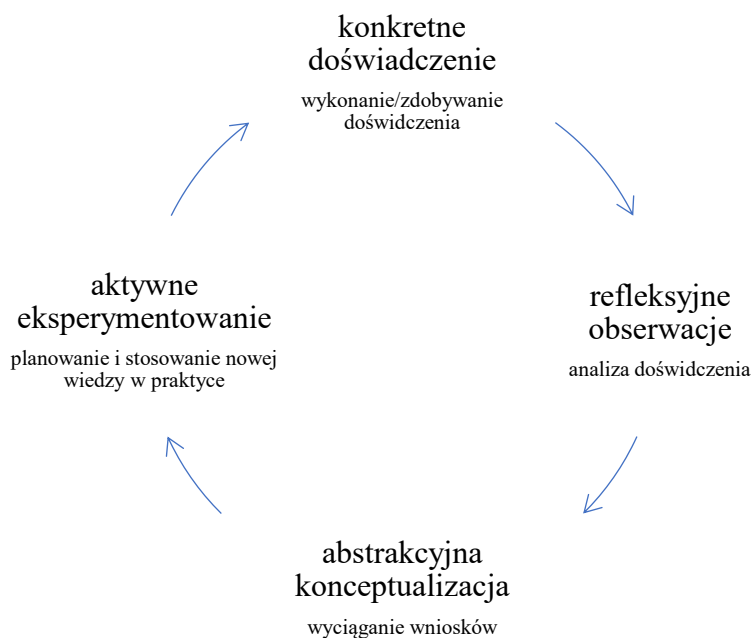 konkretne
doświadczenie
wykonanie/zdobywanie
doświdczenia
refleksyjne
obserwacje
analiza doświdczenia
abstrakcyjna
konceptualizacja
wyciąganie wniosków
aktywne
eksperymentowanie
planowanie i stosowanie nowej
wiedzy w praktyce